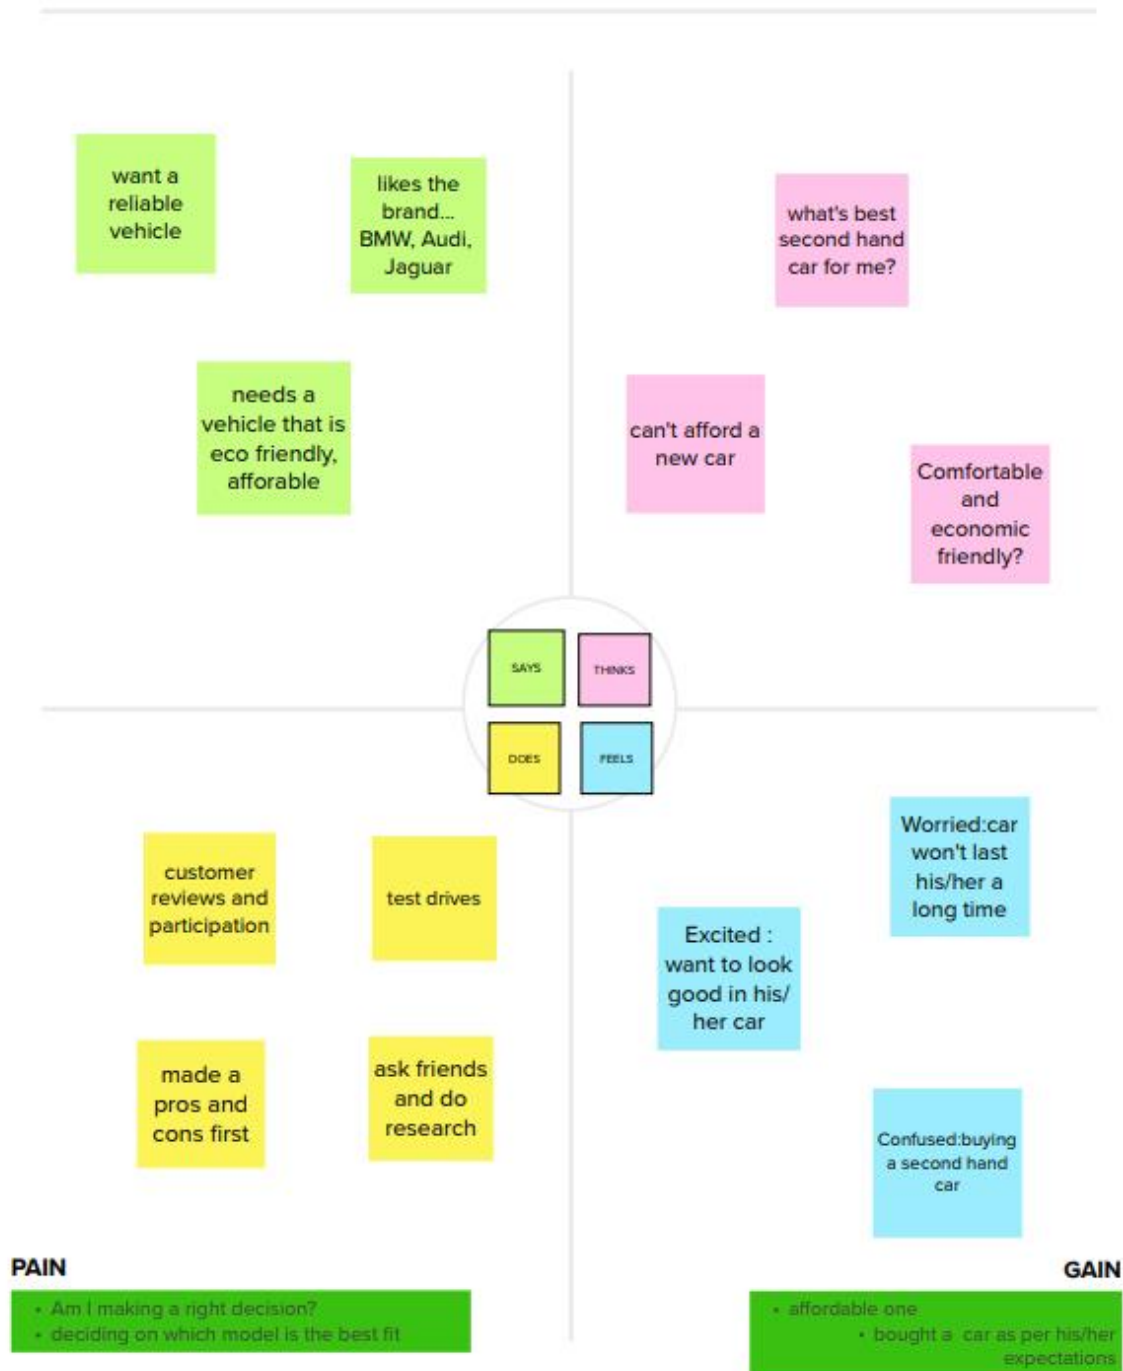 want a
reliable
vehicle
likes the
brand...
BMW, Audi,
Jaguar
needs a
vehicle that is
eco friendly,
afforable
what's best
second hand
car for me?
can't afford a
new car
Comfortable
and
economic
friendly?
SAYS
THINKS
DOES
FEELS
customer
reviews and
participation
test drives
made a
pros and
cons first
ask friends
and do
research
Worried:car
won't last
his/her a
long time
Excited :
want to look
good in his/
her car
Confused:buying
a second hand
car
PAIN
• Am I making a right decision?
• deciding on which model is the best fit
GAIN
• affordable one
• bought a car as per his/her
expectations